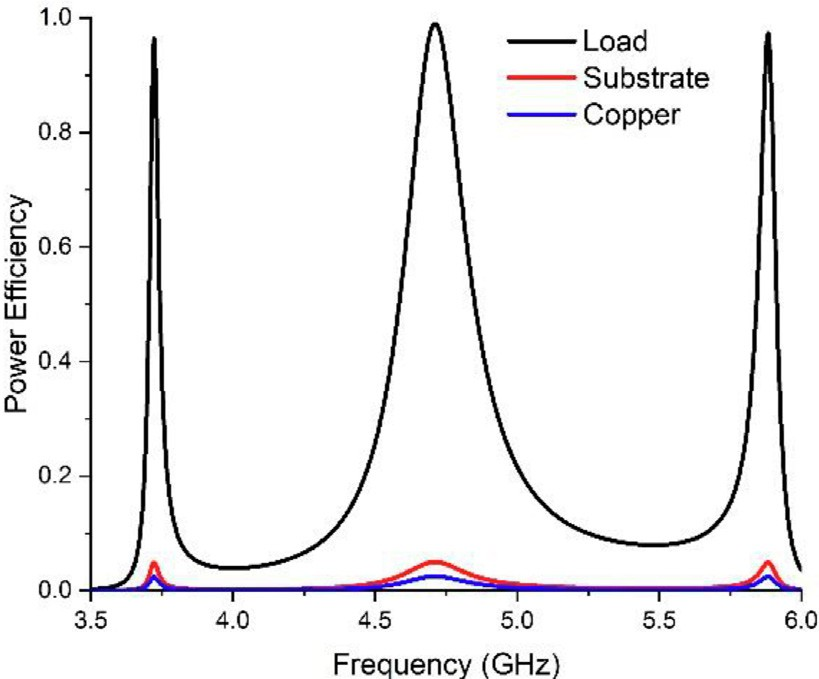 1.0
Load
Substrate
Copper
0.8
0.6
0.4
0.2
0.0
Power Efficiency
3.5 4.0 4.5 5.0 5.5 6.0
Frequency (GHz)